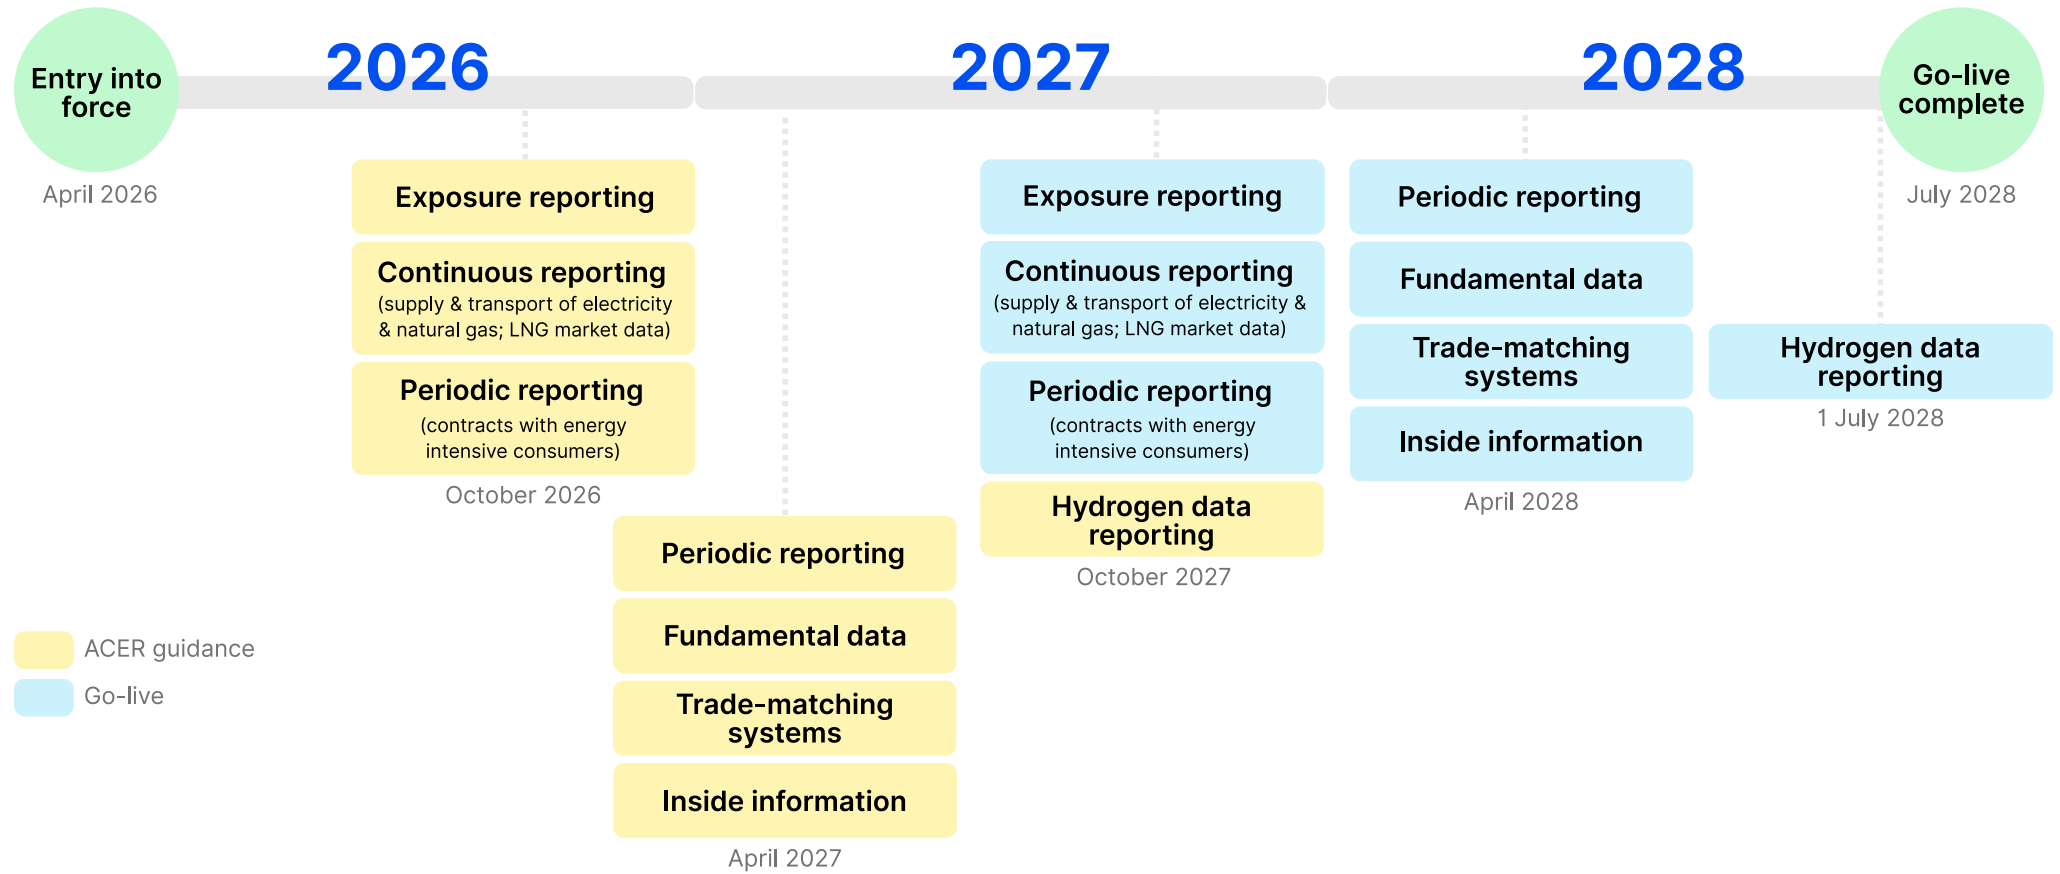 Entry into
force
April 2026
2026
2027
2028
Go-live
complete
July 2028
Exposure reporting
Continuous reporting
(supply & transport of electricity
& natural gas; LNG market data)
Periodic reporting
(contracts with energy
intensive consumers)
October 2026
Periodic reporting
Fundamental data
Trade-matching
systems
Inside information
April 2027
Exposure reporting
Continuous reporting
(supply & transport of electricity &
natural gas; LNG market data)
Periodic reporting
(contracts with energy
intensive consumers)
Hydrogen data
reporting
October 2027
Periodic reporting
Fundamental data
Trade-matching
systems
Inside information
April 2028
Hydrogen data
reporting
1 July 2028
ACER guidance
Go-live